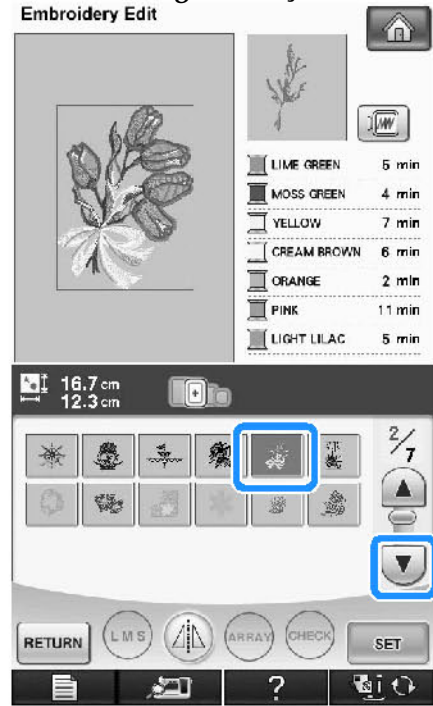 Embroidery Edit
LIME GREEN 5 min
MOSS GREEN 4 min
YELLOW 7 min
CREAM BROWN 6 min
ORANGE 2 min
PINK 11 min
LIGHT LILAC 5 min
16.7 cm
12.3 cm
2/7
RETURN L M S ARRAY CHECK SET
?